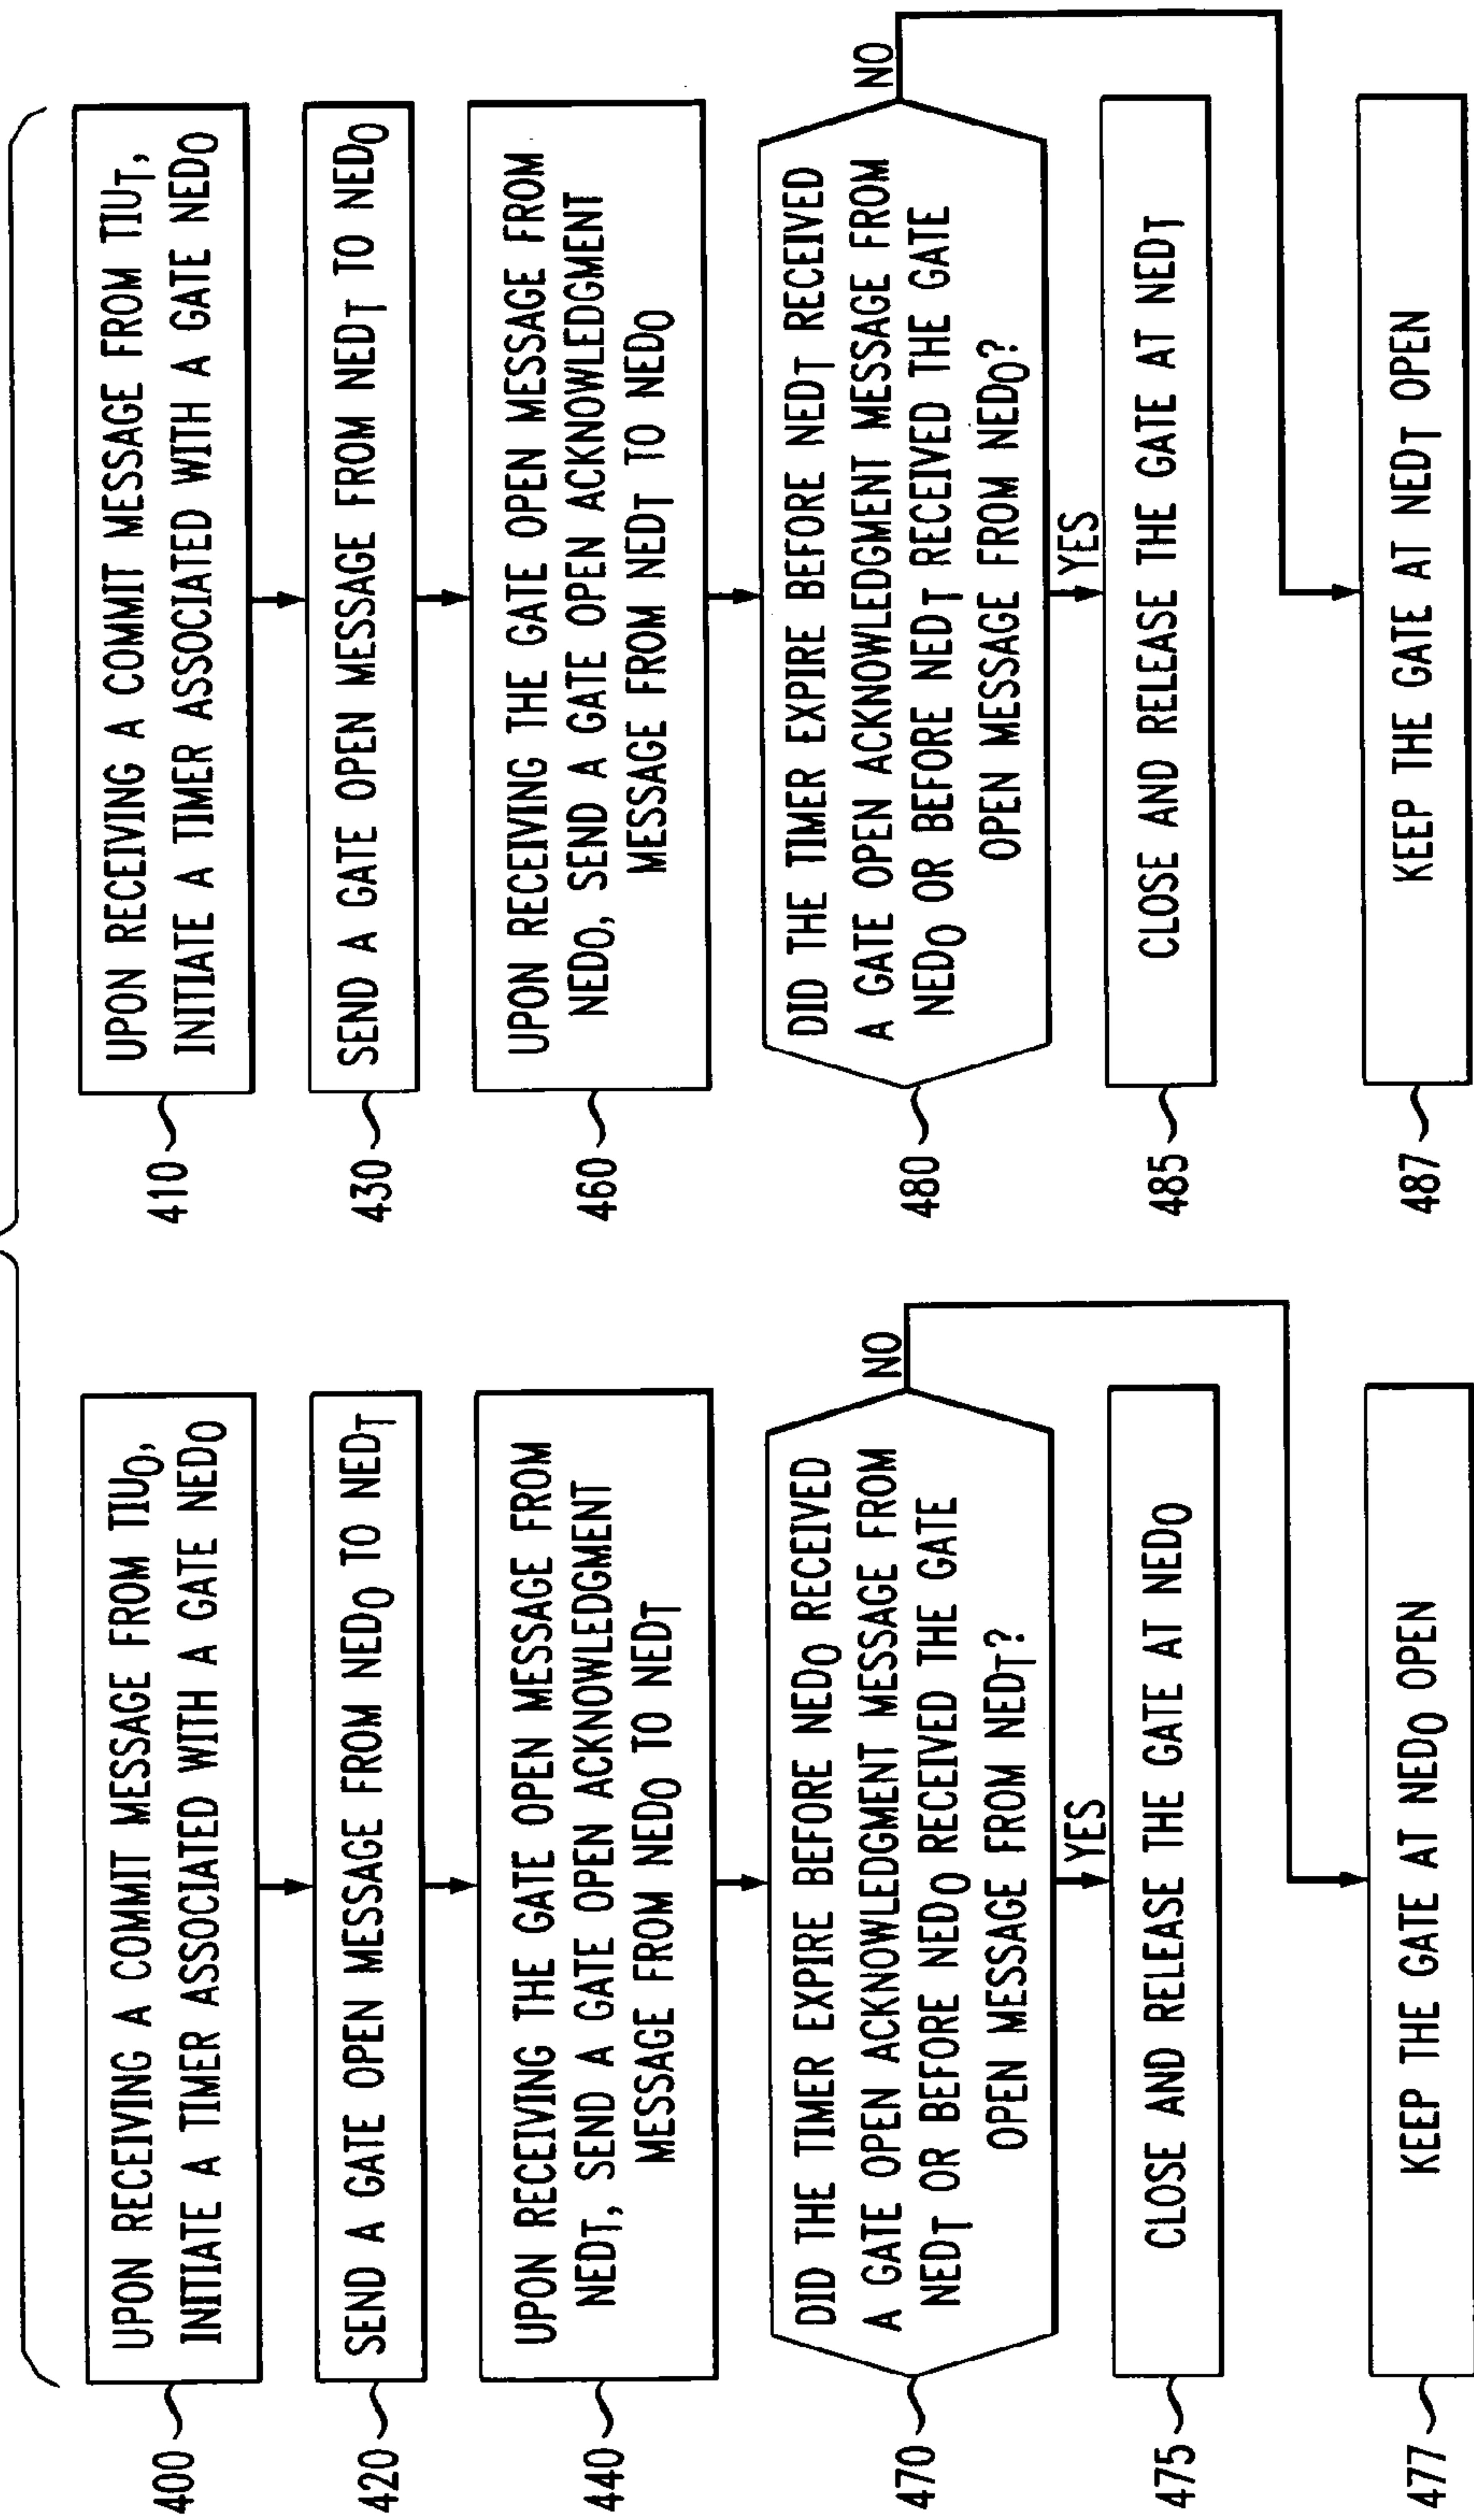 400
UPON RECEIVING A COMMIT MESSAGE FROM TIUO,
INITIATE A TIMER ASSOCIATED WITH A GATE NEDO
420
SEND A GATE OPEN MESSAGE FROM NEDO TO NEDT
440
UPON RECEIVING THE GATE OPEN MESSAGE FROM
NEDT, SEND A GATE OPEN ACKNOWLEDGMENT
MESSAGE FROM NEDO TO NEDT
470
DID THE TIMER EXPIRE BEFORE NEDO RECEIVED
A GATE OPEN ACKNOWLEDGMENT MESSAGE FROM
NEDT OR BEFORE NEDO RECEIVED THE GATE
OPEN MESSAGE FROM NEDT?
NO
YES
475
CLOSE AND RELEASE THE GATE AT NEDO
477
KEEP THE GATE AT NEDO OPEN
410
UPON RECEIVING A COMMIT MESSAGE FROM TIUT,
INITIATE A TIMER ASSOCIATED WITH A GATE NEDO
430
SEND A GATE OPEN MESSAGE FROM NEDT TO NEDO
460
UPON RECEIVING THE GATE OPEN MESSAGE FROM
NEDO, SEND A GATE OPEN ACKNOWLEDGMENT
MESSAGE FROM NEDT TO NEDO
480
DID THE TIMER EXPIRE BEFORE NEDT RECEIVED
A GATE OPEN ACKNOWLEDGMENT MESSAGE FROM
NEDO OR BEFORE NEDT RECEIVED THE GATE
OPEN MESSAGE FROM NEDO?
NO
YES
485
CLOSE AND RELEASE THE GATE AT NEDT
487
KEEP THE GATE AT NEDT OPEN